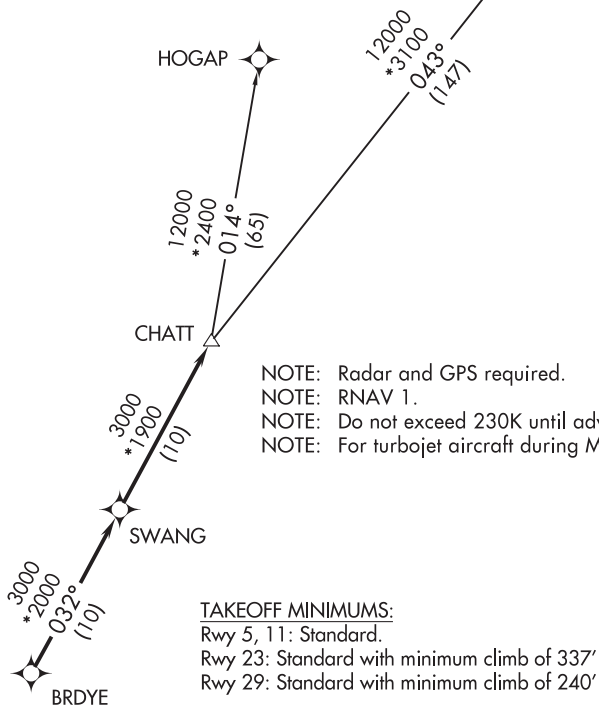 12000
*3100
043°
(147)
HOGAP
12000
*2400
014°
(65)
CHATT
NOTE: Radar and GPS required.
NOTE: RNAV 1.
NOTE: Do not exceed 230K until
NOTE: For turbojet aircraft during
3000
*1900
(10)
SWANG
3000
*2000
032°
(10)
BRDYE
TAKEOFF MINIMUMS:
Rwy 5, 11: Standard.
Rwy 23: Standard with minimum climb of 337'
Rwy 29: Standard with minimum climb of 240'